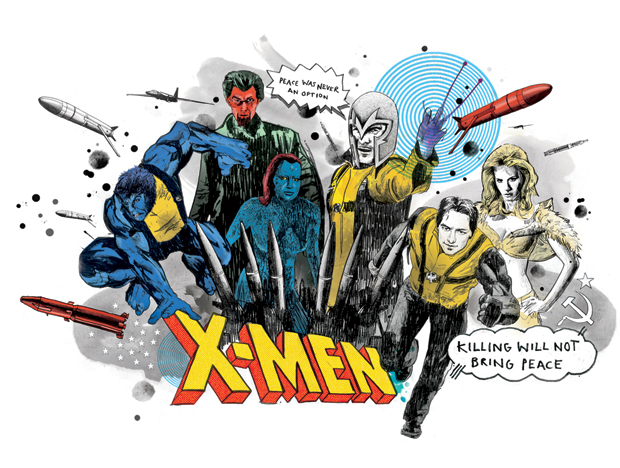 PEACE WAS NEVER
AN OPTION
X-MEN
KILLING WILL NOT
BRING PEACE